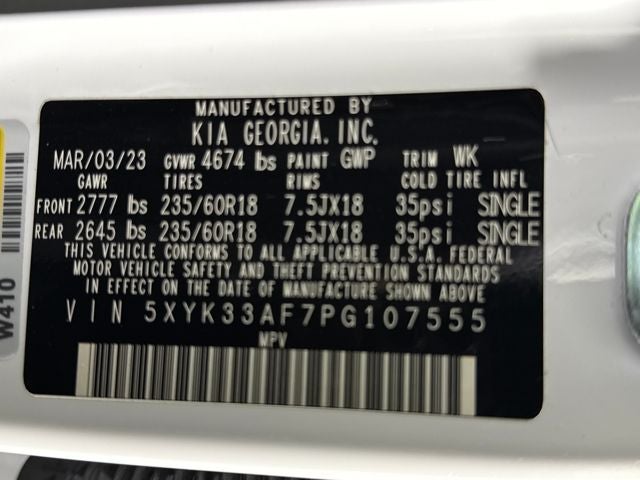 MANUFACTURED BY
KIA GEORGIA, INC.
MAR/03/23 GVWR 4674 lbs PAINT GWP TRIM WK
GAWR TIRES RIMS COLD TIRE INFL
FRONT 2777 lbs 235/60R18 7.5JX18 35psi SINGLE
REAR 2645 lbs 235/60R18 7.5JX18 35psi SINGLE
THIS VEHICLE CONFORMS TO ALL APPLICABLE U.S.A. FEDERAL
MOTOR VEHICLE SAFETY AND THEFT PREVENTION STANDARDS
IN EFFECT ON THE DATE OF MANUFACTURE SHOWN ABOVE.
VIN 5XYK33AF7PG107555
MPV
W410